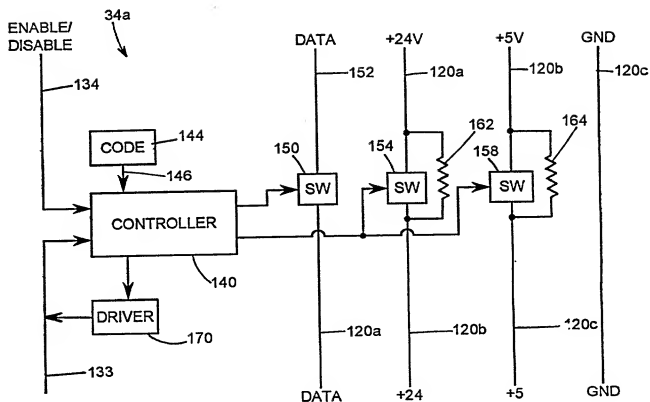 34a
ENABLE/
DISABLE
DATA
+24V
+5V
GND
134
152
120a
120b
120c
CODE
144
146
150
154
162
158
164
SW
SW
SW
CONTROLLER
140
DRIVER
170
133
120a
120b
120c
DATA
+24
+5
GND